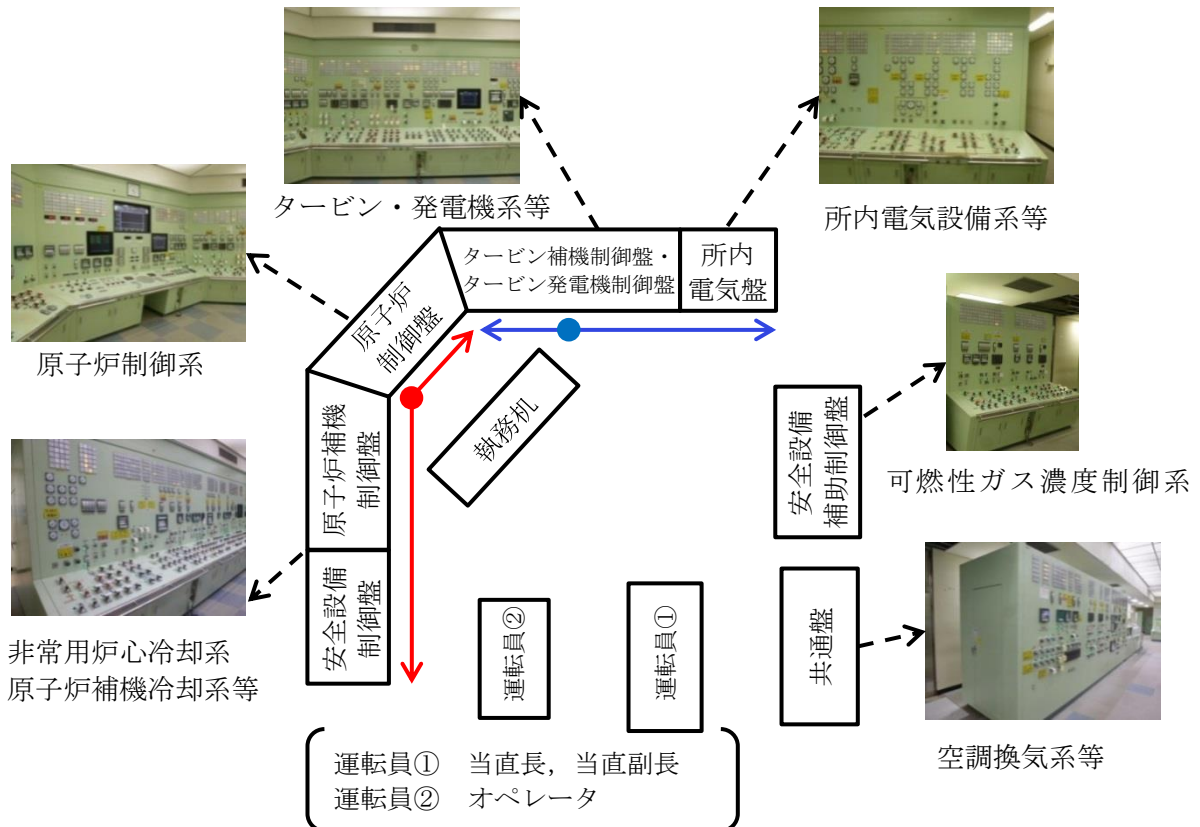 タービン・発電機系等
所内電気設備系等
タービン補機制御盤・
タービン発電機制御盤
所内
電気盤
原子炉
制御盤
原子炉制御系
執務机
原子炉補機
制御盤
安全設備
補助制御盤
可燃性ガス濃度制御系
安全設備
制御盤
非常用炉心冷却系
原子炉補機冷却系等
運転員②
運転員①
共通盤
空調換気系等
運転員① 当直長，当直副長
運転員② オペレータ